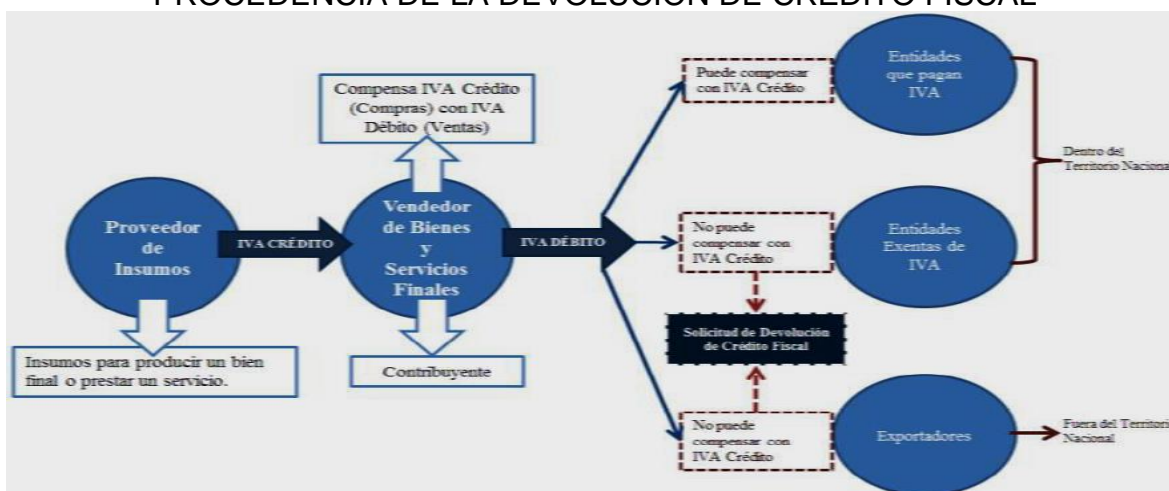 PROCEDENCIA DE LA DEVOLUCIÓN DE CRÉDITO FISCAL
Compensa IVA Crédito
(Compras) con IVA
Débito (Ventas)
Proveedor
de
Insumos
IVA CRÉDITO
Vendedor
de Bienes
y
Servicios
Finales
IVA DÉBITO
Insumos para producir un bien
final o prestar un servicio.
Contribuyente
Puede compensar
con IVA Crédito
Entidades
que pagan
IVA
No puede
compensar con
IVA Crédito
Entidades
Exentas de
IVA
Dentro del
Territorio Nacional
Solicitud de Devolución
de Crédito Fiscal
No puede
compensar con
IVA Crédito
Exportadores
Fuera del Territori
Nacional